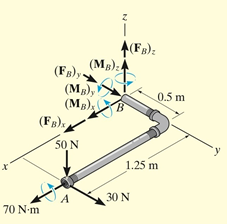 z
(F_B)_z
(M_B)_z
(F_B)_y
(M_B)_y
(M_B)_x
B
0.5 m
(F_B)_x
50 N
y
x
1.25 m
A
30 N
70 N·m